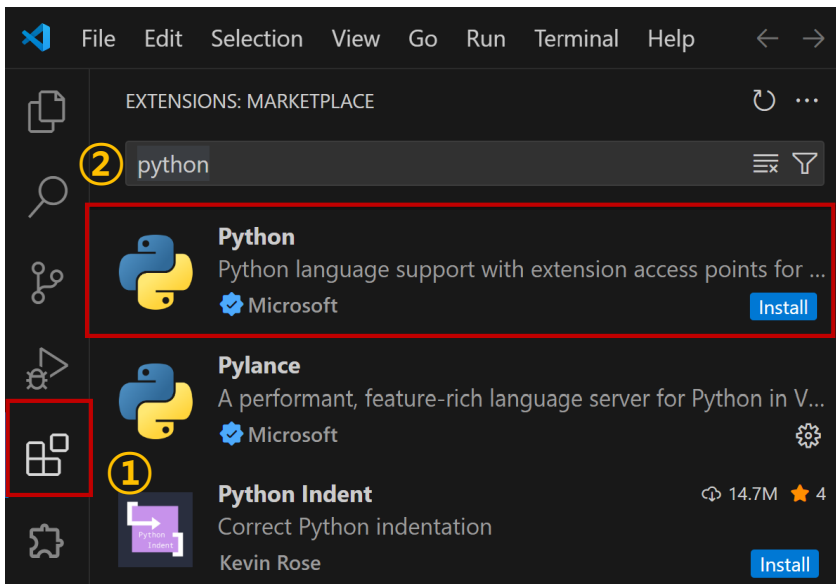 File Edit Selection View Go Run Terminal Help
EXTENSIONS: MARKETPLACE
② python
Python
Python language support with extension access points for ...
Microsoft
Install
Pylance
A performant, feature-rich language server for Python in V...
Microsoft
①
Python Indent 14.7M 4
Python
Indent
Correct Python indentation
Kevin Rose
Install